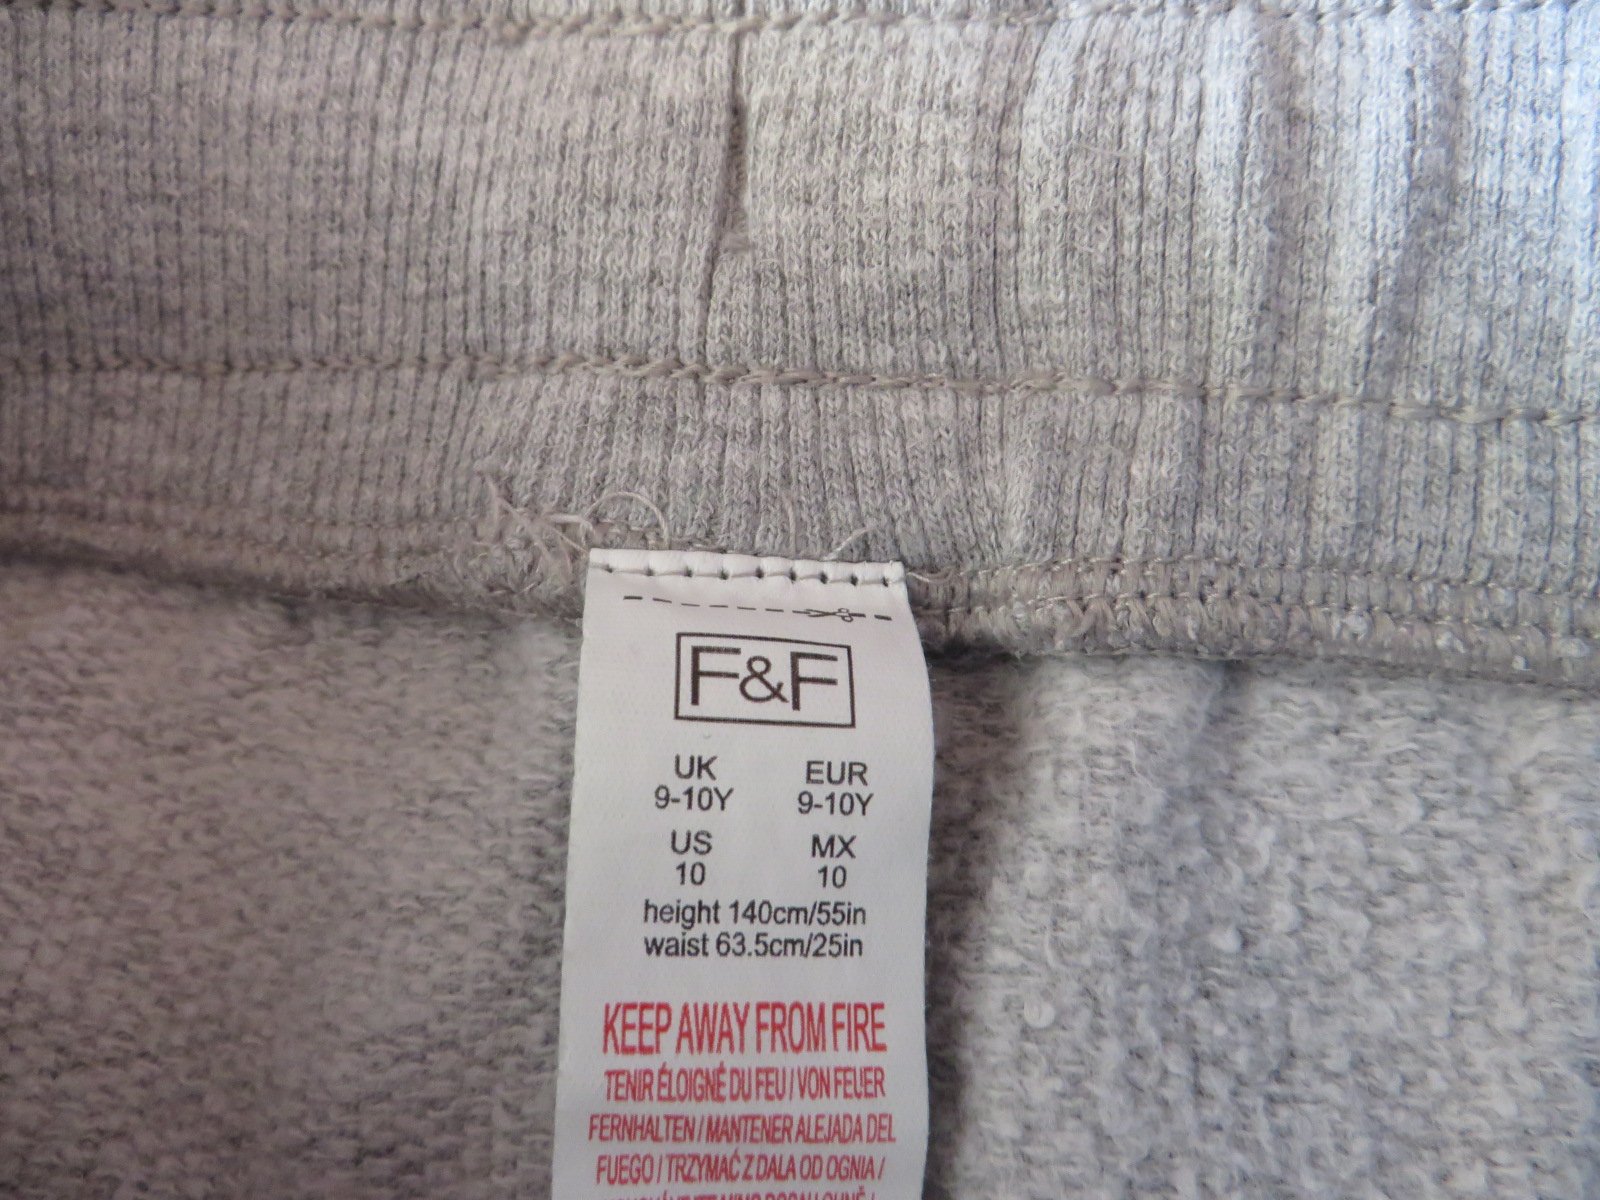 F&F
UK EUR
9-10Y 9-10Y
US MX
10 10
height 140cm/55in
waist 63.5cm/25in
KEEP AWAY FROM FIRE
TENIR ÉLOIGNÉ DU FEU / VON FEUER
FERNHALTEN / MANTENER ALEJADA DEL
FUEGO / TRZYMAĆ Z DALA OD OGNIA /